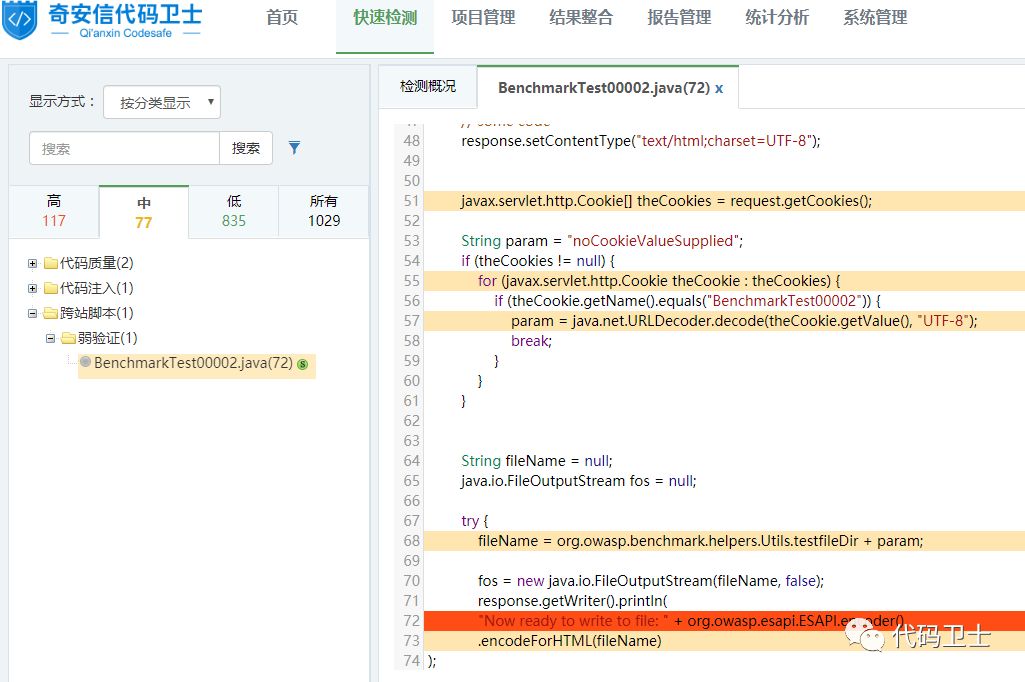 奇安信代码卫士
Qi'anxin Codesafe
首页 快速检测 项目管理 结果整合 报告管理 统计分析 系统管理
显示方式： 按分类显示
搜索 搜索
高 中 低 所有
117 77 835 1029
代码质量(2)
代码注入(1)
跨站脚本(1)
弱验证(1)
BenchmarkTest00002.java(72) S
检测概况 BenchmarkTest00002.java(72) x
47 // some code
48 response.setContentType("text/html;charset=UTF-8");
49
50
51 javax.servlet.http.Cookie[] theCookies = request.getCookies();
52
53 String param = "noCookieValueSupplied";
54 if (theCookies != null) {
55 for (javax.servlet.http.Cookie theCookie : theCookies) {
56 if (theCookie.getName().equals("BenchmarkTest00002")) {
57 param = java.net.URLDecoder.decode(theCookie.getValue(), "UTF-8");
58 break;
59 }
60 }
61 }
62
63
64 String fileName = null;
65 java.io.FileOutputStream fos = null;
66
67 try {
68 fileName = org.owasp.benchmark.helpers.Utils.testfileDir + param;
69
70 fos = new java.io.FileOutputStream(fileName, false);
71 response.getWriter().println(
72 "Now ready to write to file: " + org.owasp.esapi.ESAPI.encoder()
73 .encodeForHTML(fileName)
74 );
代码卫士